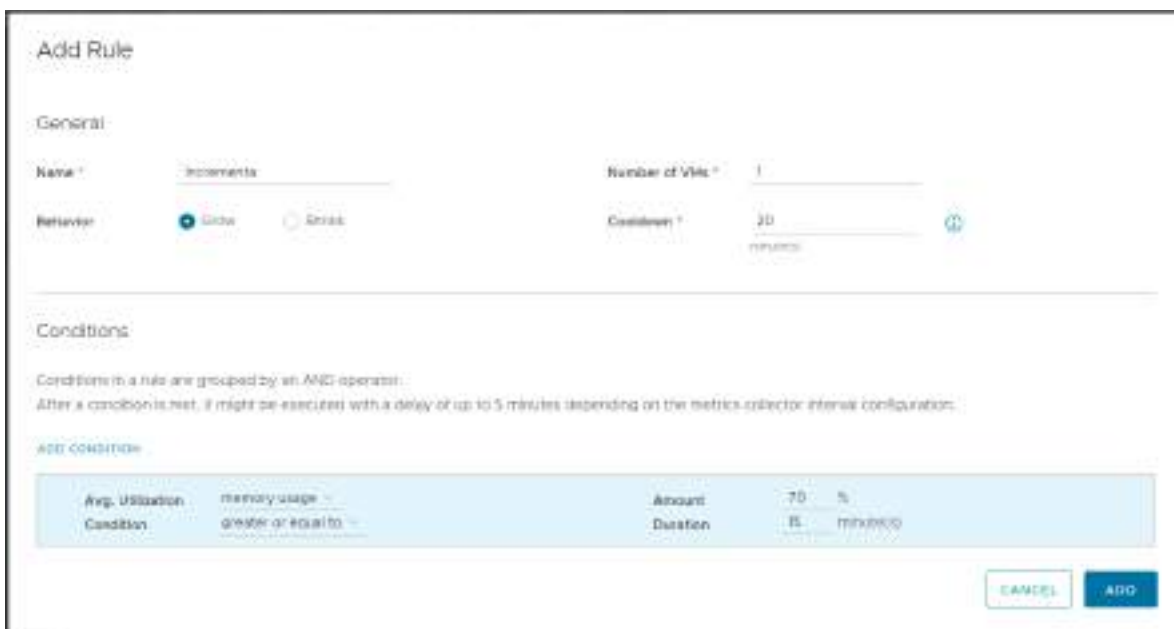 Add Rule
General
Name * Incrementa Number of VMs * 1
Behavior Grow Shrink Cooldown * 20
minute(s)
Conditions
Conditions in a rule are grouped by an AND operator.
After a condition is met, it might be executed with a delay of up to 5 minutes depending on the metrics collector interval configuration.
ADD CONDITION
Avg. Utilization memory usage Amount 70 %
Condition greater or equal to Duration 15 minute(s)
CANCEL ADD